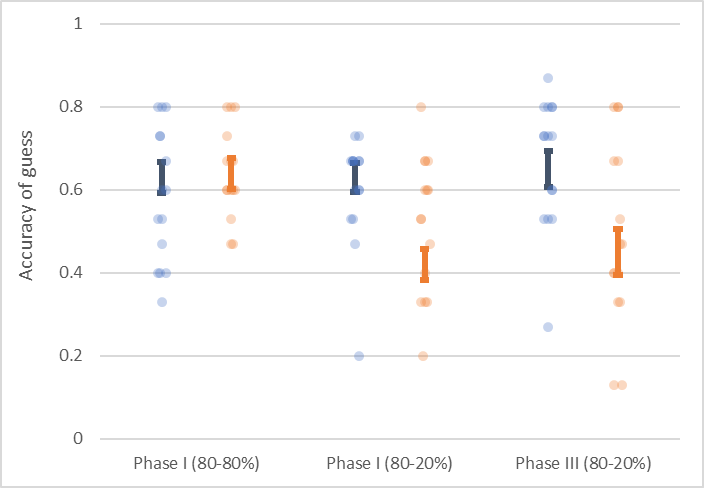 1
0.8
0.6
0.4
0.2
0
Accuracy of guess
Phase I (80-80%)
Phase I (80-20%)
Phase III (80-20%)